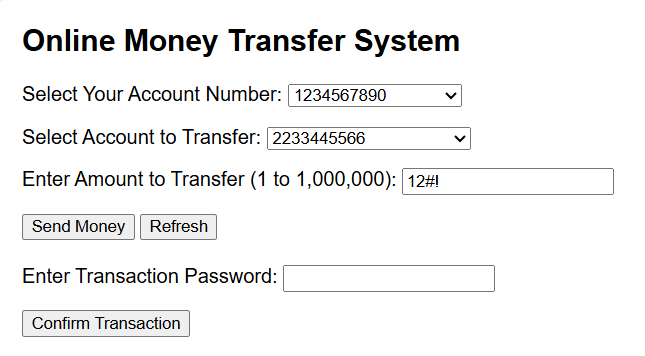 Online Money Transfer System
Select Your Account Number: 1234567890
Select Account to Transfer: 2233445566
Enter Amount to Transfer (1 to 1,000,000): 12#!
Send Money Refresh
Enter Transaction Password:
Confirm Transaction